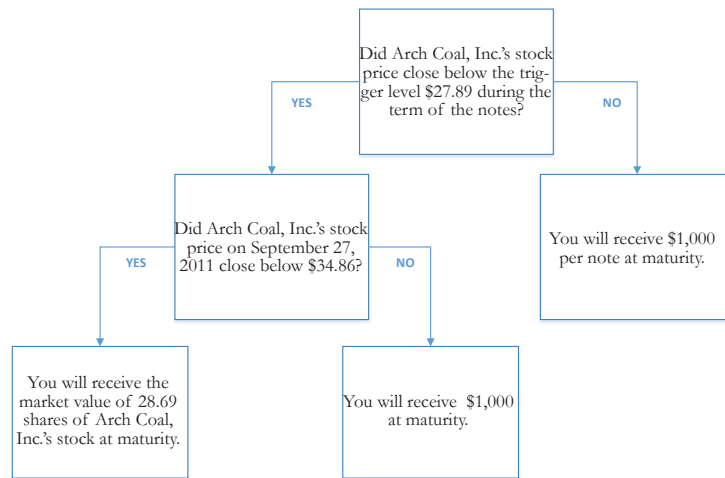 Did Arch Coal, Inc.'s stock
price close below the trig-
ger level $27.89 during the
term of the notes?
YES
NO
Did Arch Coal, Inc.'s stock
price on September 27,
2011 close below $34.86?
You will receive $1,000
per note at maturity.
YES
NO
You will receive the
market value of 28.69
shares of Arch Coal,
Inc.'s stock at maturity.
You will receive $1,000
at maturity.